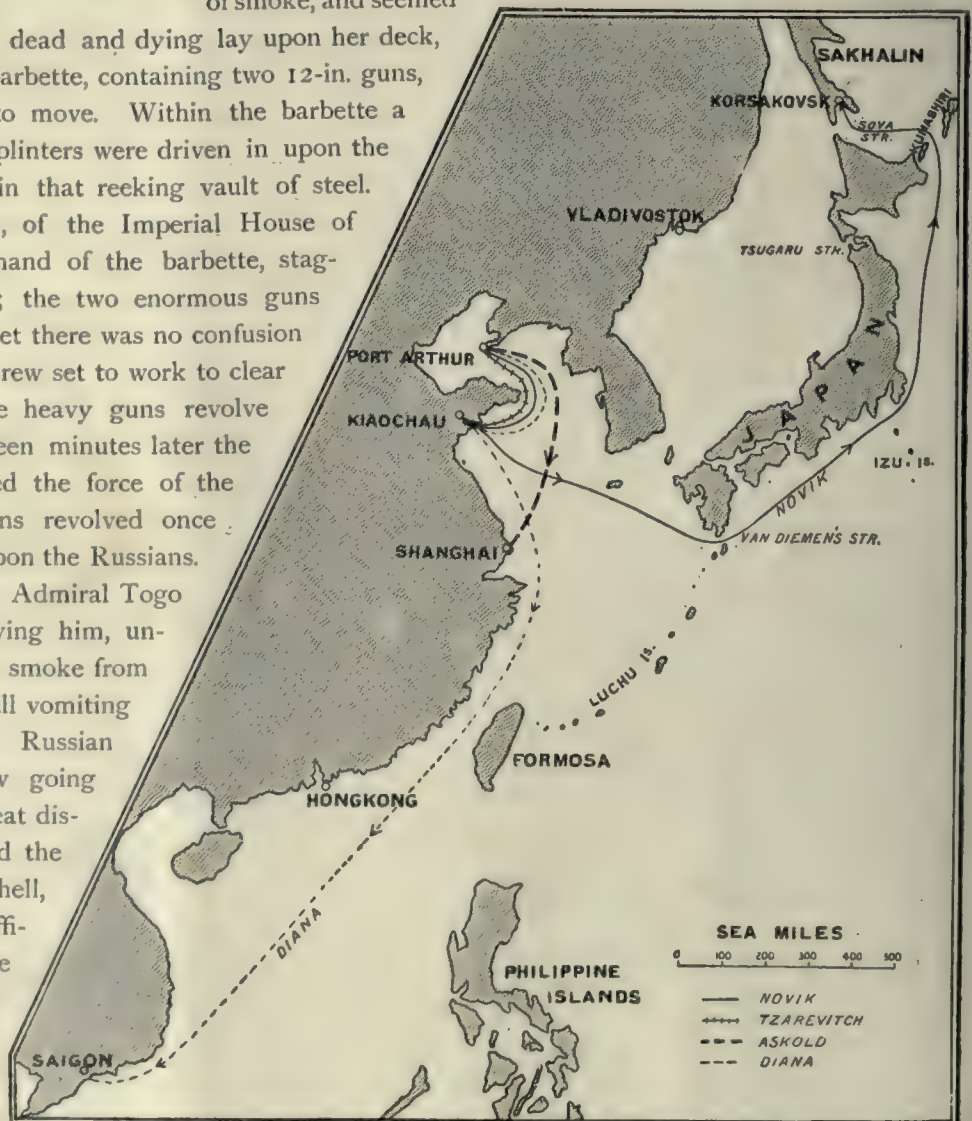 of smoke, and seemed
dead and dying lay upon her deck,
arbette, containing two 12-in. guns,
to move. Within the barbette a
plinters were driven in upon the
in that reeking vault of steel.
, of the Imperial House of
mand of the barbette, stag-
; the two enormous guns
et there was no confusion
rew set to work to clear
e heavy guns revolve
een minutes later the
ed the force of the
ns revolved once
pon the Russians.
Admiral Togo
ving him, un-
smoke from
ll vomiting
Russian
w going
eat dis-
d the
hell,
ffi-
e
SAKHALIN
KORSAKOVSK
SOYA
STR.
KUMASHIRI
VLADIVOSTOK
TSUGARU STR.
JAPAN
PORT ARTHUR
KIAOCHAU
IZU. IS.
NOVIK
VAN DIEMEN'S STR.
SHANGHAI
LUCHU IS.
FORMOSA
HONGKONG
DIANA
PHILIPPINE
ISLANDS
SAIGON
SEA MILES
0 100 200 300 400 500
NOVIK
TZAREVITCH
ASKOLD
DIANA